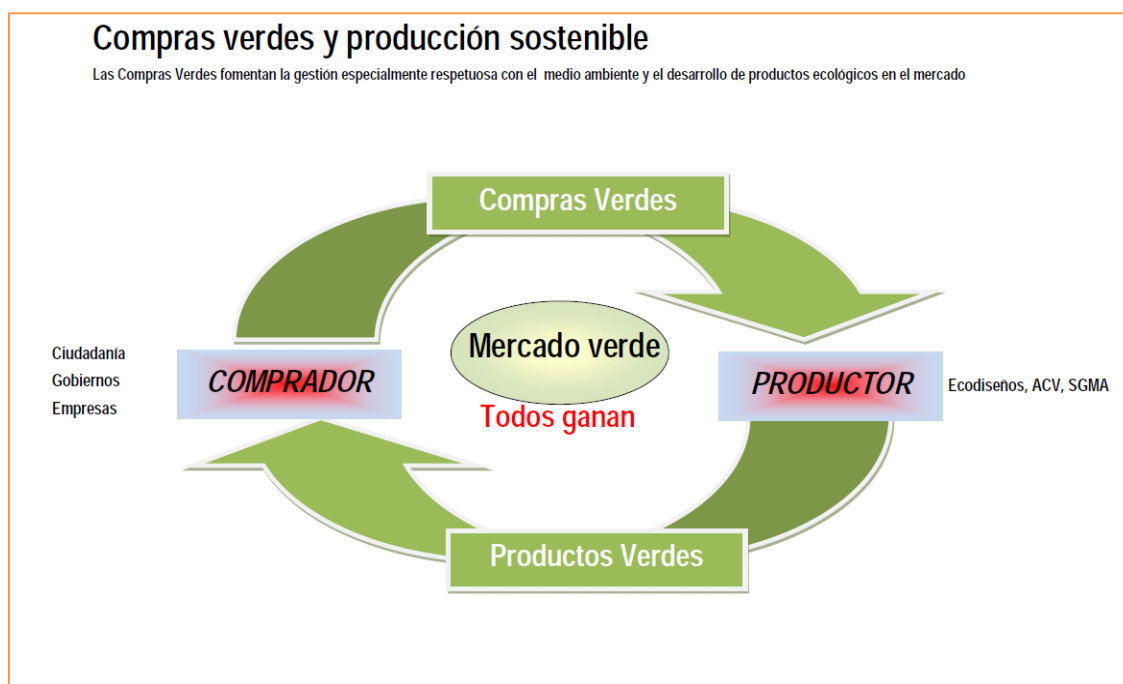 Compras verdes y producción sostenible
Las Compras Verdes fomentan la gestión especialmente respetuosa con el medio ambiente y el desarrollo de productos ecológicos en el mercado
Compras Verdes
Mercado verde
Todos ganan
Ciudadanía
Gobiernos
Empresas
COMPRADOR
PRODUCTOR
Ecodiseños, ACV, SGMA
Productos Verdes